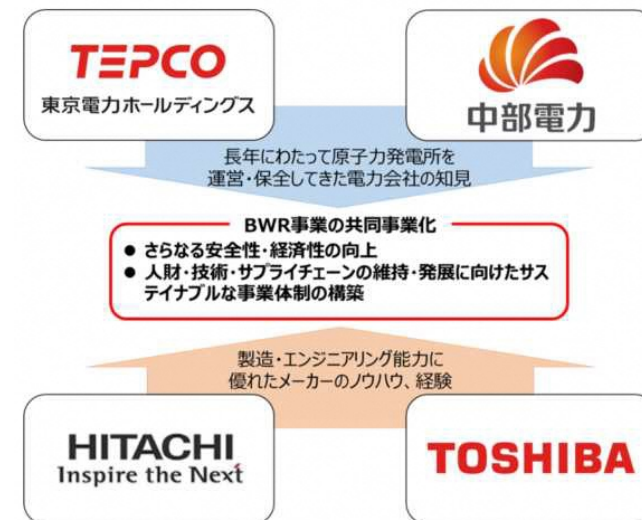 TEPCO
東京電力ホールディングス
中部電力
長年にわたって原子力発電所を
運営・保全してきた電力会社の知見
BWR事業の共同事業化
● さらなる安全性・経済性の向上
● 人財・技術・サプライチェーンの維持・発展に向けたサス
テイナブルな事業体制の構築
製造・エンジニアリング能力に
優れたメーカーのノウハウ、経験
HITACHI
Inspire the Next
TOSHIBA